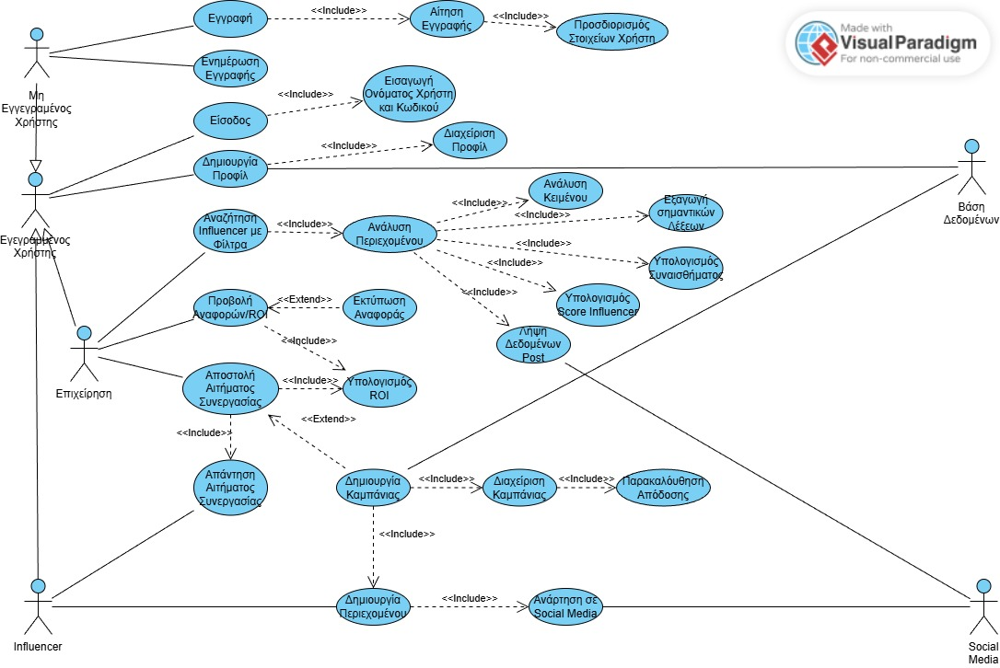 Εγγραφή
<<Include>>
Αίτηση
Εγγραφής
<<Include>>
Προσδιορισμός
Στοιχείων Χρήστη
Made with
Visual Paradigm
For non-commercial use
Ενημέρωση
Εγγραφής
Μη
Εγγεγραμένος
Χρήστης
Είσοδος
<<Include>>
Εισαγωγή
Ονόματος Χρήστη
και Κωδικού
Δημιουργία
Προφίλ
<<Include>>
Διαχείριση
Προφίλ
Βάση
Δεδομένων
Εγεγραμένος
Χρήστης
Αναζήτηση
Influencer με
Φίλτρα
<<Include>>
Ανάλυση
Περιεχομένου
<<Include>>
Ανάλυση
Κειμένου
<<Include>>
Εξαγωγή
σημαντικών
Λέξεων
<<Include>>
Υπολογισμός
Συναισθήματος
<<Include>>
Υπολογισμός
Score Influencer
<<Include>>
Λήψη
Δεδομένων
Post
Προβολή
Αναφορών/ROI
<<Extend>>
Εκτύπωση
Αναφοράς
<<Include>>
Επιχείρηση
Αποστολή
Αιτήματος
Συνεργασίας
<<Include>>
Υπολογισμός
ROI
<<Extend>>
<<Include>>
Απάντηση
Αιτήματος
Συνεργασίας
Δημιουργία
Καμπάνιας
<<Include>>
Διαχείριση
Καμπάνιας
<<Include>>
Παρακαλούθηση
Απόδοσης
<<Include>>
Influencer
Δημιουργία
Περιεχομένου
<<Include>>
Ανάρτηση σε
Social Media
Social
Media